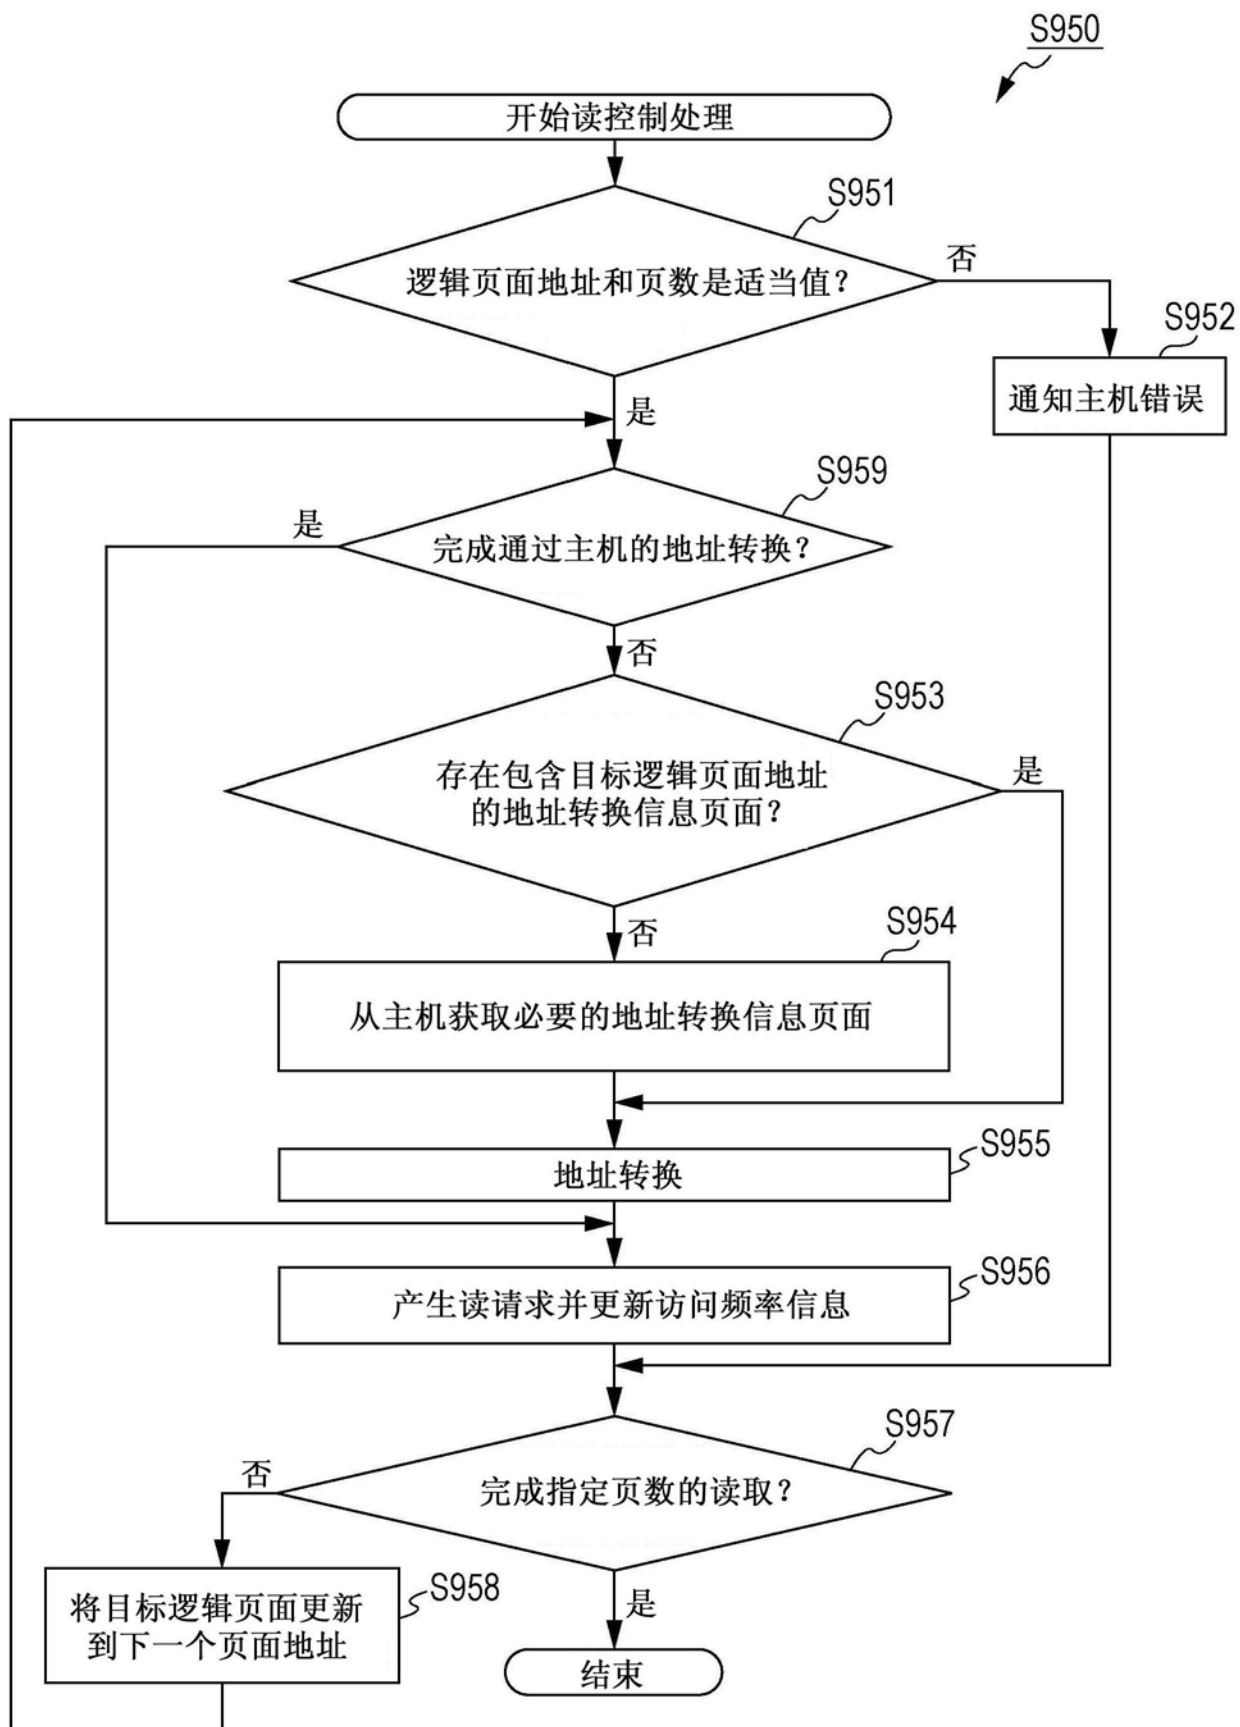 S950
开始读控制处理
S951
逻辑页面地址和页数是适当值?
否
S952
通知主机错误
是
S959
是
完成通过主机的地址转换?
否
S953
存在包含目标逻辑页面地址
的地址转换信息页面?
是
否
S954
从主机获取必要的地址转换信息页面
S955
地址转换
S956
产生读请求并更新访问频率信息
S957
否
完成指定页数的读取?
S958
将目标逻辑页面更新
到下一个页面地址
是
结束